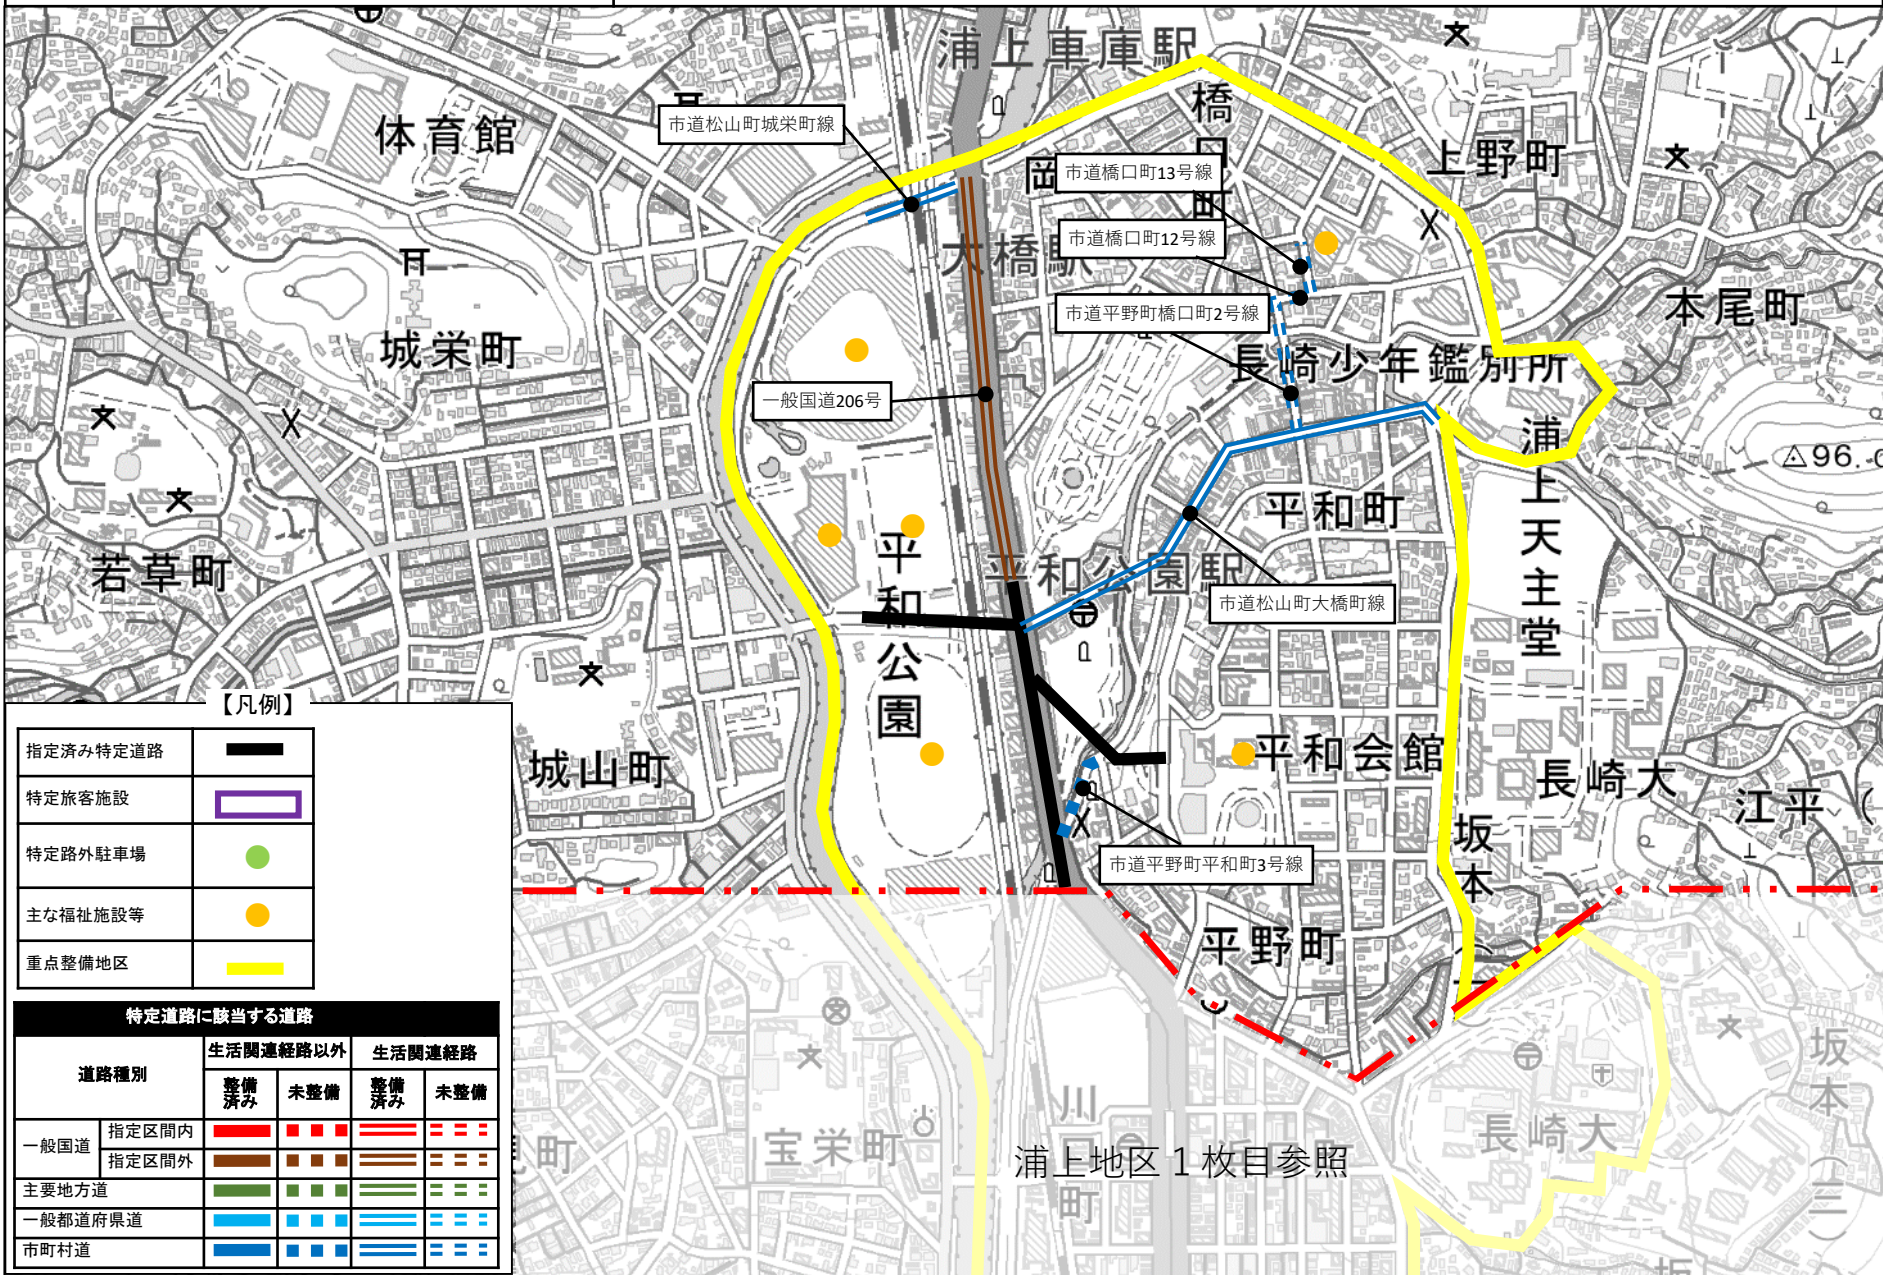 浦上車庫駅
体育館
市道松山町城栄町線
橋口町
岡
上野町
市道橋口町13号線
市道橋口町12号線
大橋駅
市道平野町橋口町2号線
本尾町
城栄町
長崎少年鑑別所
一般国道206号
浦上天主堂
96.0
平和町
若草町
平和公園
平和公園駅
市道松山町大橋町線
城山町
平和会館
長崎大
江平(
坂本(一
市道平野町平和町3号線
平野町
【凡例】
指定済み特定道路
特定旅客施設
特定路外駐車場
主な福祉施設等
重点整備地区
特定道路に該当する道路
道路種別
生活関連経路以外
生活関連経路
整備済み
未整備
整備済み
未整備
一般国道
指定区間内
指定区間外
主要地方道
一般都道府県道
市町村道
宝栄町
川口町
浦上地区1枚目参照
長崎大
坂本(三)